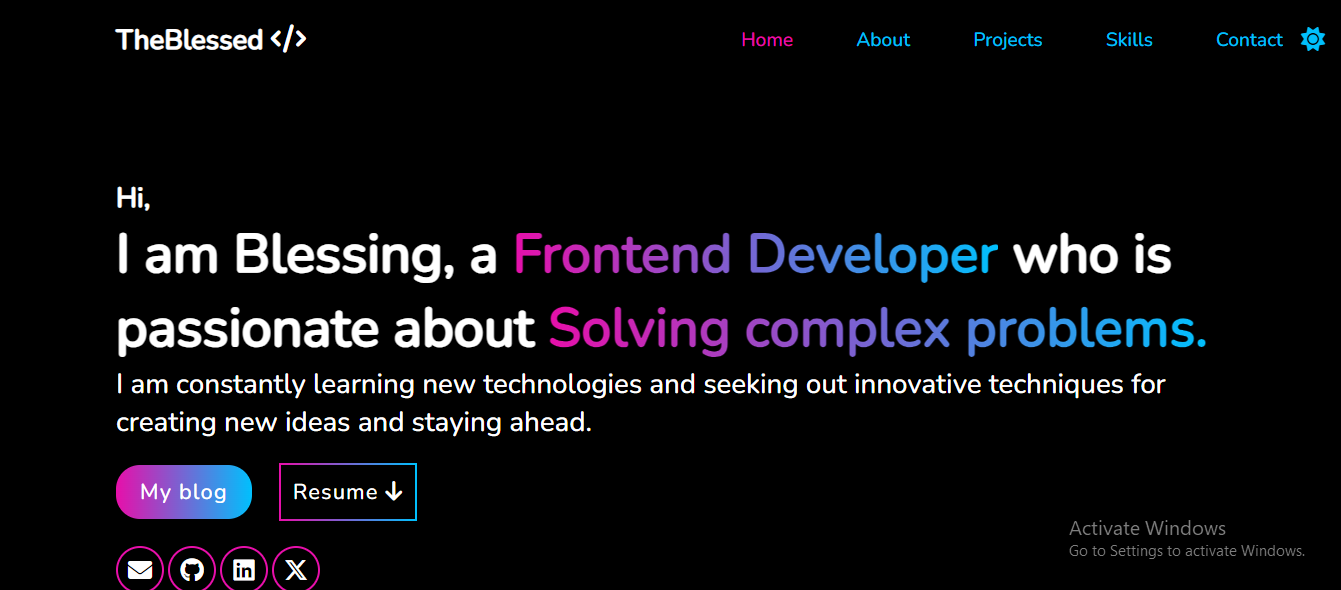 TheBlessed </>
Home About Projects Skills Contact
Hi,
I am Blessing, a Frontend Developer who is
passionate about Solving complex problems.
I am constantly learning new technologies and seeking out innovative techniques for
creating new ideas and staying ahead.
My blog Resume
Activate Windows
Go to Settings to activate Windows.